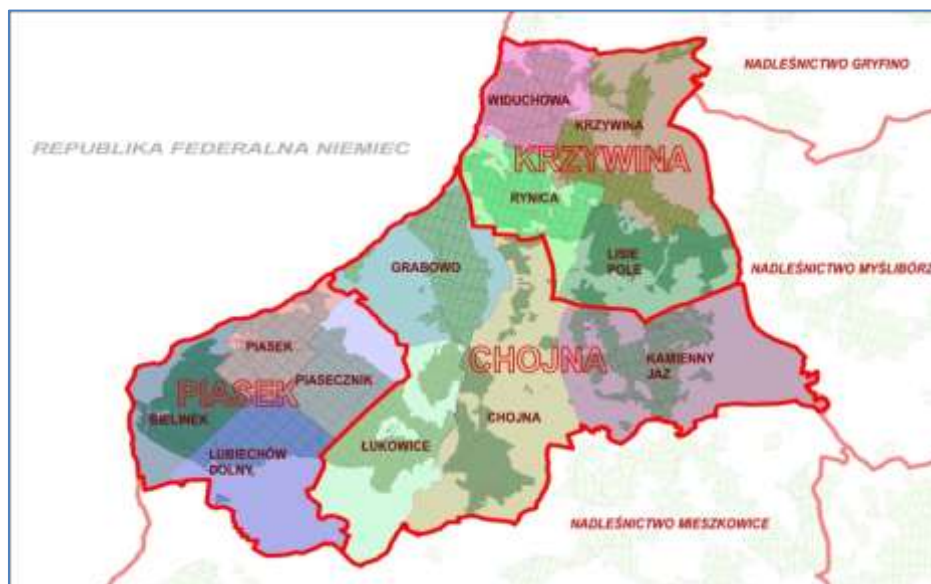 NADLEŚNICTWO GRYFINO
WIDUCHOWA
KRZYWINA
REPUBLIKA FEDERALNA NIEMIEC
KRZYWINA
RYNICA
LISIE
POLE
GRABOWO
NADLEŚNICTWO MYŚLIBÓRZ
PIASEK
CHOJNA
KAMIENNY
JAZ
PIASECZNIK
PIASEK
BIELINEK
CHOJNA
ŁUKOWICE
LUBIECHÓW
DOLNY
NADLEŚNICTWO MIESZKOWICE